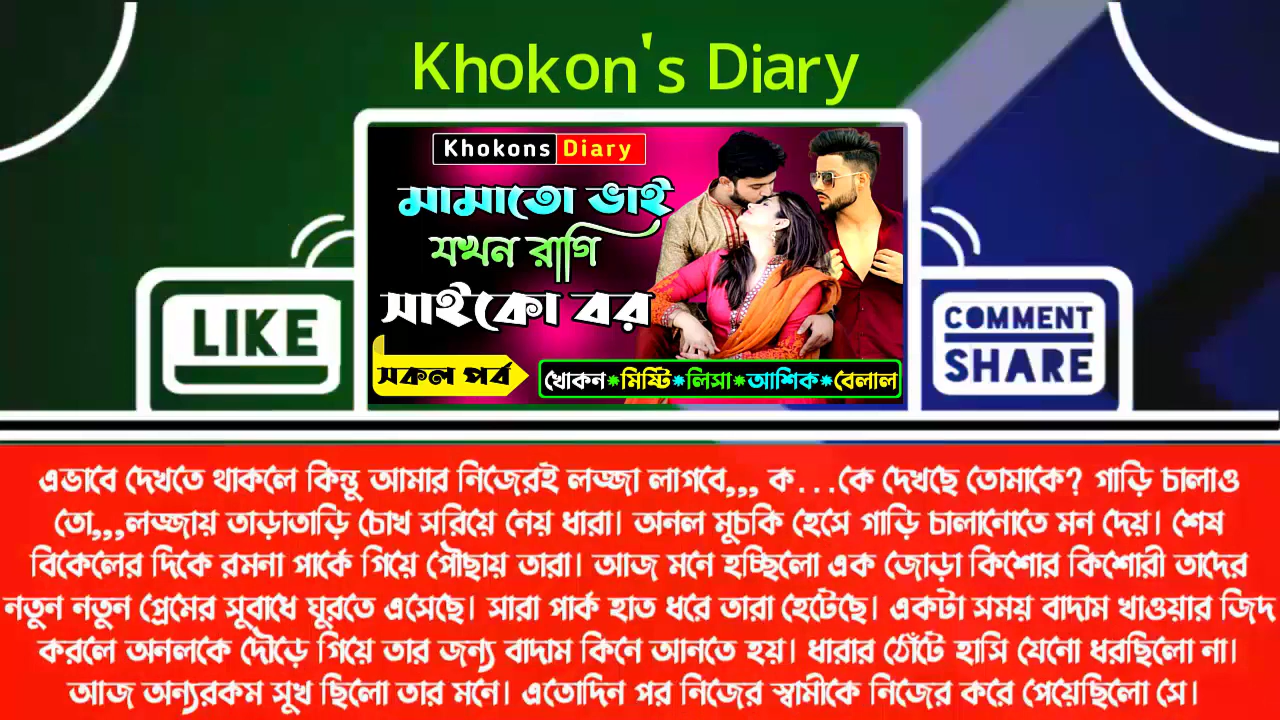 Khokon's Diary
Khokons Diary
মামাতো ভাই
যখন রাগি
সাইকো বর
সকল পর্ব
খোকন*মিষ্টি*লিসা*আশিক*বেলাল
LIKE
COMMENT
SHARE
এভাবে দেখতে থাকলে কিন্তু আমার নিজেরই লজ্জা লাগবে,,, ক...কে দেখছে তোমাকে? গাড়ি চালাও
তো,,,লজ্জায় তাড়াতাড়ি চোখ সরিয়ে নেয় ধারা। অনল মুচকি হেসে গাড়ি চালানোতে মন দেয়। শেষ
বিকেলের দিকে রমনা পার্কে গিয়ে পৌছায় তারা। আজ মনে হচ্ছিলো এক জোড়া কিশোর কিশোরী তাদের
নতুন নতুন প্রেমের সুবাধে ঘুরতে এসেছে। সারা পার্ক হাত ধরে তারা হেটেছে। একটা সময় বাদাম খাওয়ার জিদ
করলে অনলকে দৌড়ে গিয়ে তার জন্য বাদাম কিনে আনতে হয়। ধারার ঠোঁটে হাসি যেনো ধরছিলো না।
আজ অন্যরকম সুখ ছিলো তার মনে। এতোদিন পর নিজের স্বামীকে নিজের করে পেয়েছিলো সে।